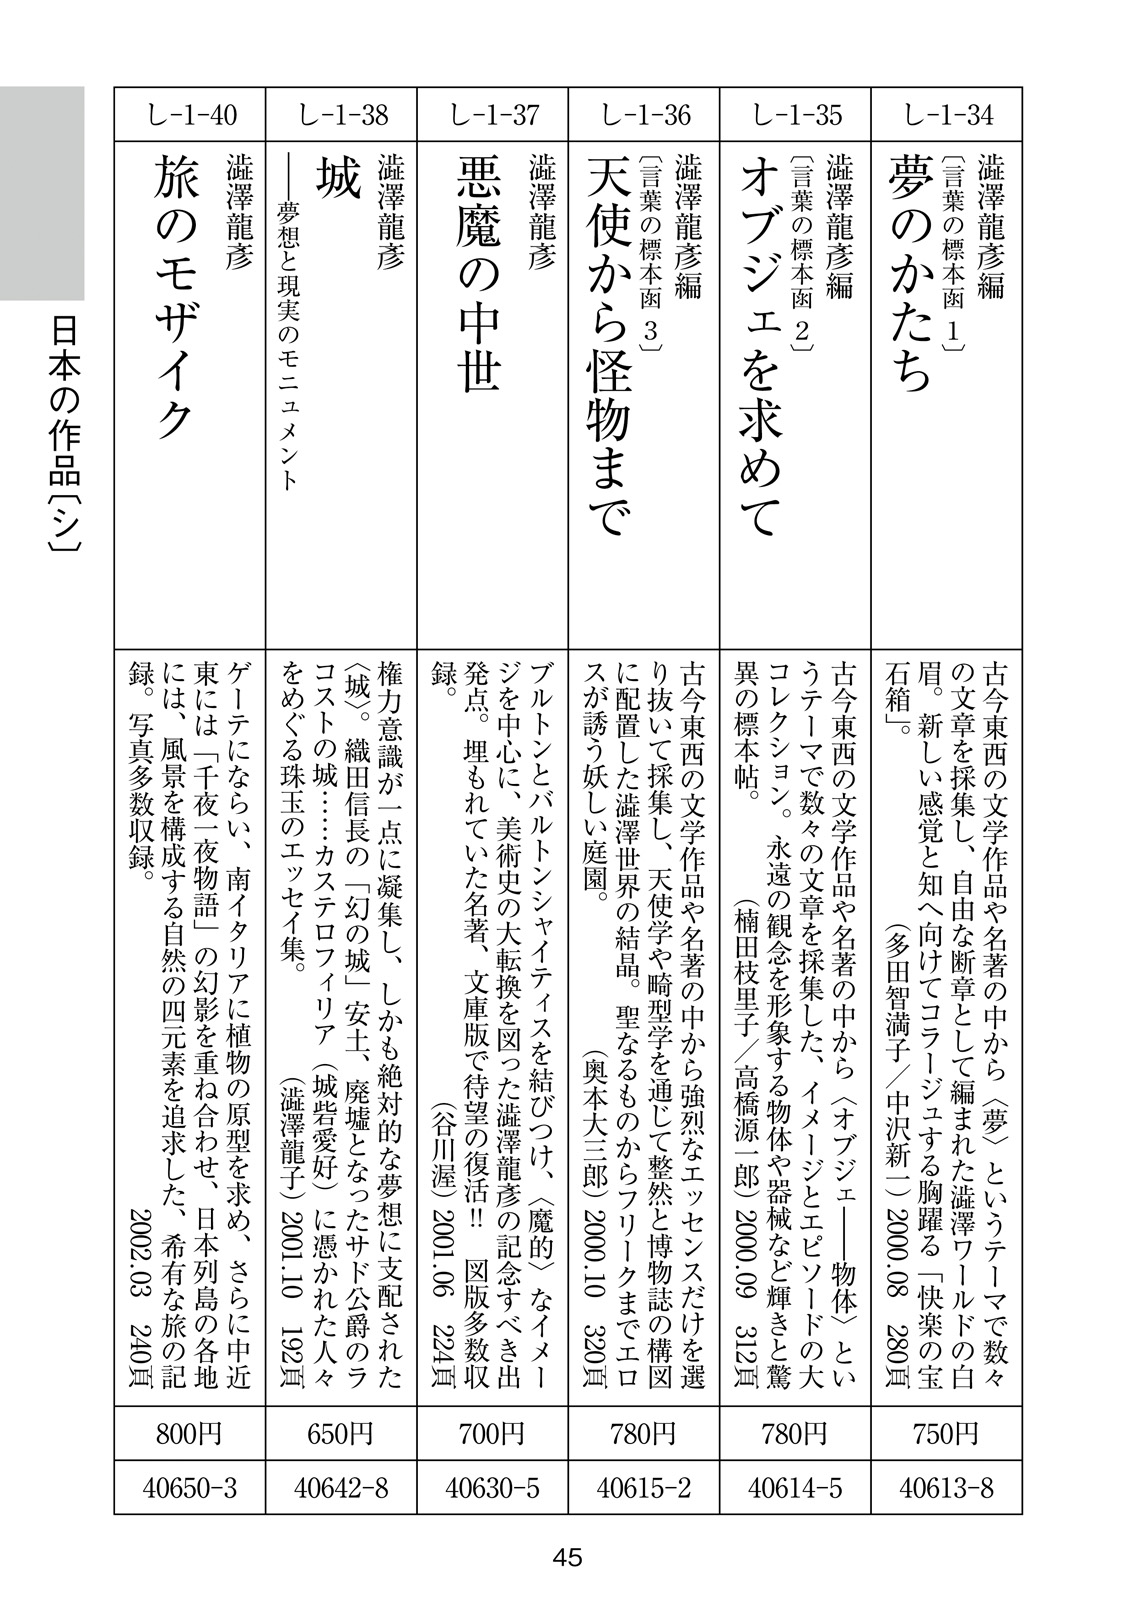 し-1-34
澁澤龍彥編
〔言葉の標本函 1〕
夢のかたち
古今東西の文学作品や名著の中から〈夢〉というテーマで数々
の文章を採集し、自由な断章として編まれた澁澤ワールドの白
眉。新しい感覚と知へ向けてコラージュする胸躍る「快楽の宝
石箱」。　（多田智満子／中沢新一）2000.08　280頁
750円
40613-8
し-1-35
澁澤龍彥編
〔言葉の標本函 2〕
オブジェを求めて
古今東西の文学作品や名著の中から〈オブジェ――物体〉とい
うテーマで数々の文章を採集した、イメージとエピソードの大
コレクション。永遠の観念を形象する物体や器械など輝きと驚
異の標本帖。　（楠田枝里子／高橋源一郎）2000.09　312頁
780円
40614-5
し-1-36
澁澤龍彥編
〔言葉の標本函 3〕
天使から怪物まで
古今東西の文学作品や名著の中から強烈なエッセンスだけを選
り抜いて採集し、天使学や畸型学を通じて整然と博物誌の構図
に配置した澁澤世界の結晶。聖なるものからフリークまでエロ
スが誘う妖しい庭園。　（奥本大三郎）2000.10　320頁
780円
40615-2
し-1-37
澁澤龍彥
悪魔の中世
ブルトンとバルトンシャイティスを結びつけ、〈魔的〉なイメー
ジを中心に、美術史の大転換を図った澁澤龍彥の記念すべき出
発点。埋もれていた名著、文庫版で待望の復活!!　図版多数収
録。　（谷川渥）2001.06　224頁
700円
40630-5
し-1-38
澁澤龍彥
城
――夢想と現実のモニュメント
権力意識が一点に凝集し、しかも絶対的な夢想に支配された
〈城〉。織田信長の「幻の城」安土、廃墟となったサド公爵のラ
コストの城……カステロフィリア（城砦愛好）に憑かれた人々
をめぐる珠玉のエッセイ集。　（澁澤龍子）2001.10　192頁
650円
40642-8
し-1-40
澁澤龍彥
旅のモザイク
ゲーテにならい、南イタリアに植物の原型を求め、さらに中近
東には「千夜一夜物語」の幻影を重ね合わせ、日本列島の各地
には、風景を構成する自然の四元素を追求した、希有な旅の記
録。写真多数収録。　2002.03　240頁
800円
40650-3
日本の作品〔シ〕
45